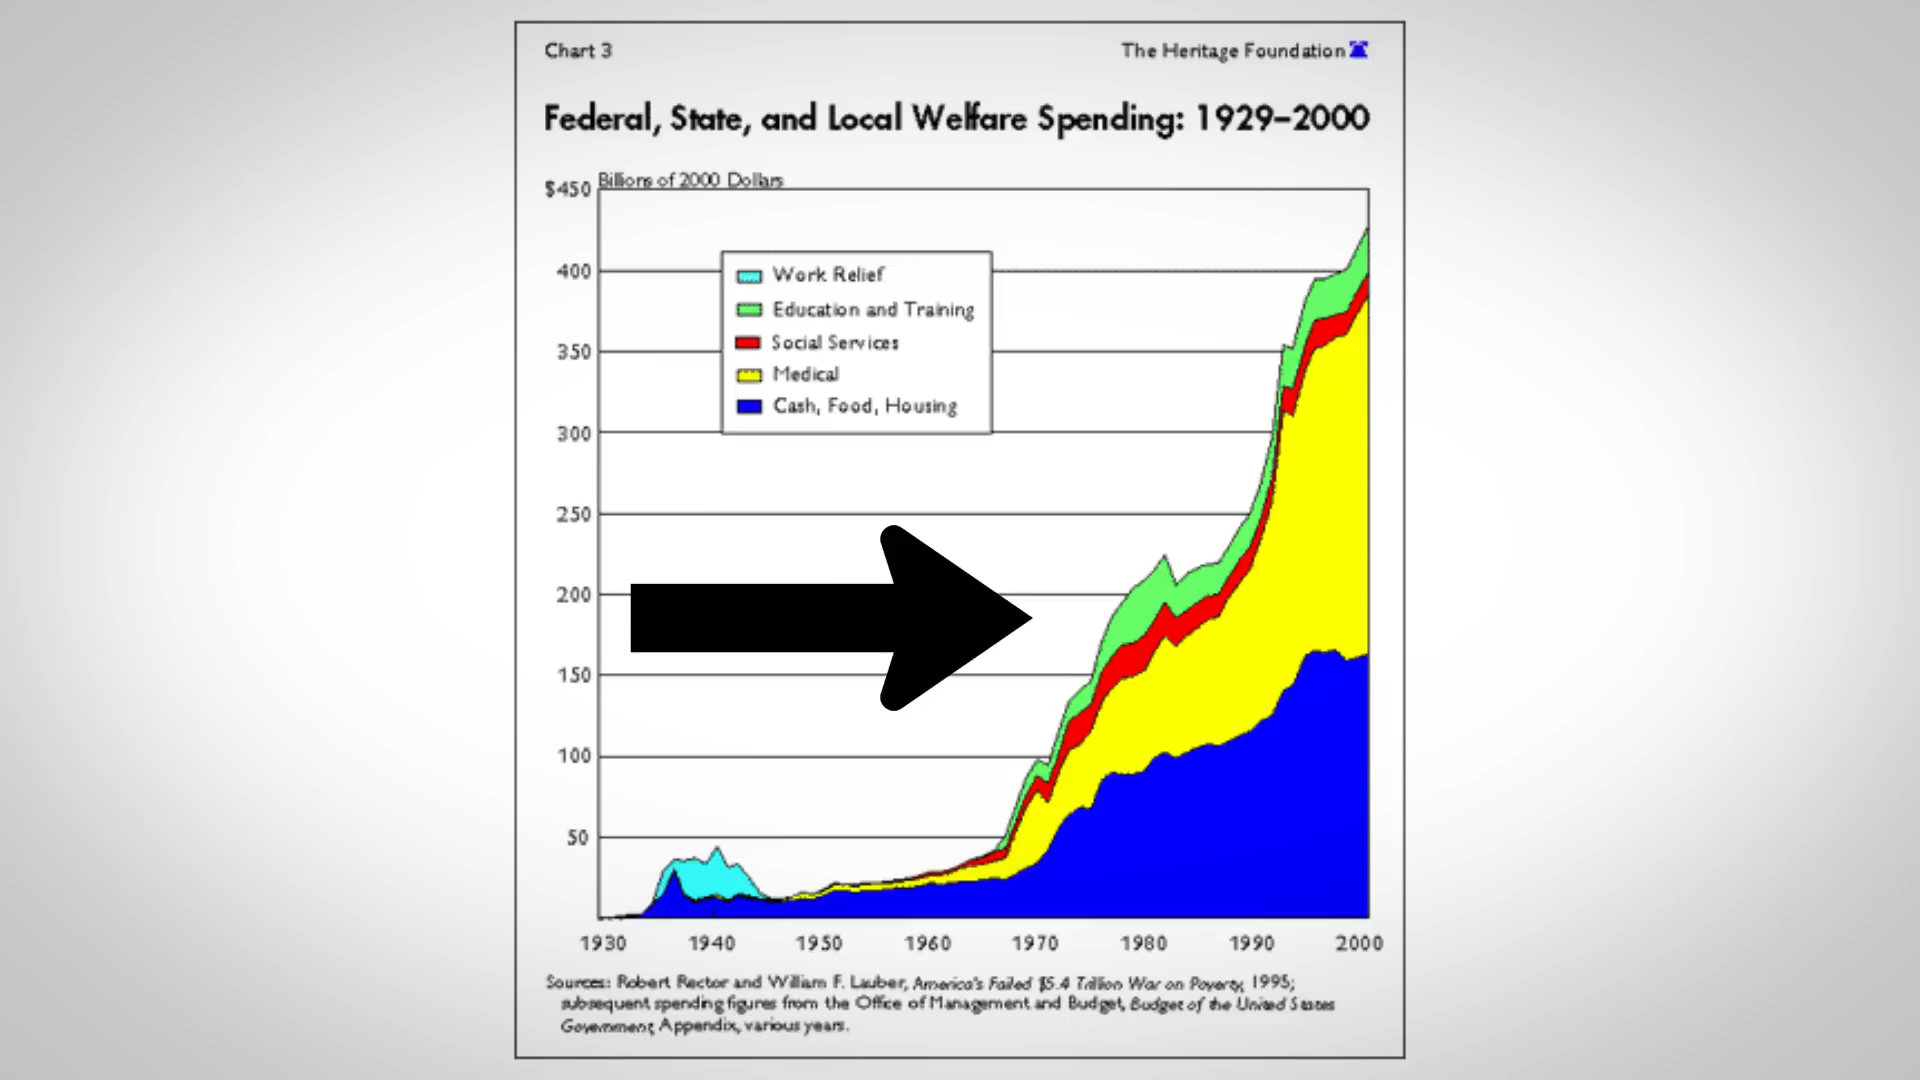 Chart 3
The Heritage Foundation
Federal, State, and Local Welfare Spending: 1929–2000
Billions of 2000 Dollars
$450
400
350
300
250
200
150
100
50
Work Relief
Education and Training
Social Services
Medical
Cash, Food, Housing
1930 1940 1950 1960 1970 1980 1990 2000
Sources: Robert Rector and William F. Lauber, America's Failed $5.4 Trillion War on Poverty, 1995;
subsequent spending figures from the Office of Management and Budget, Budget of the United States
Government, Appendix, various years.